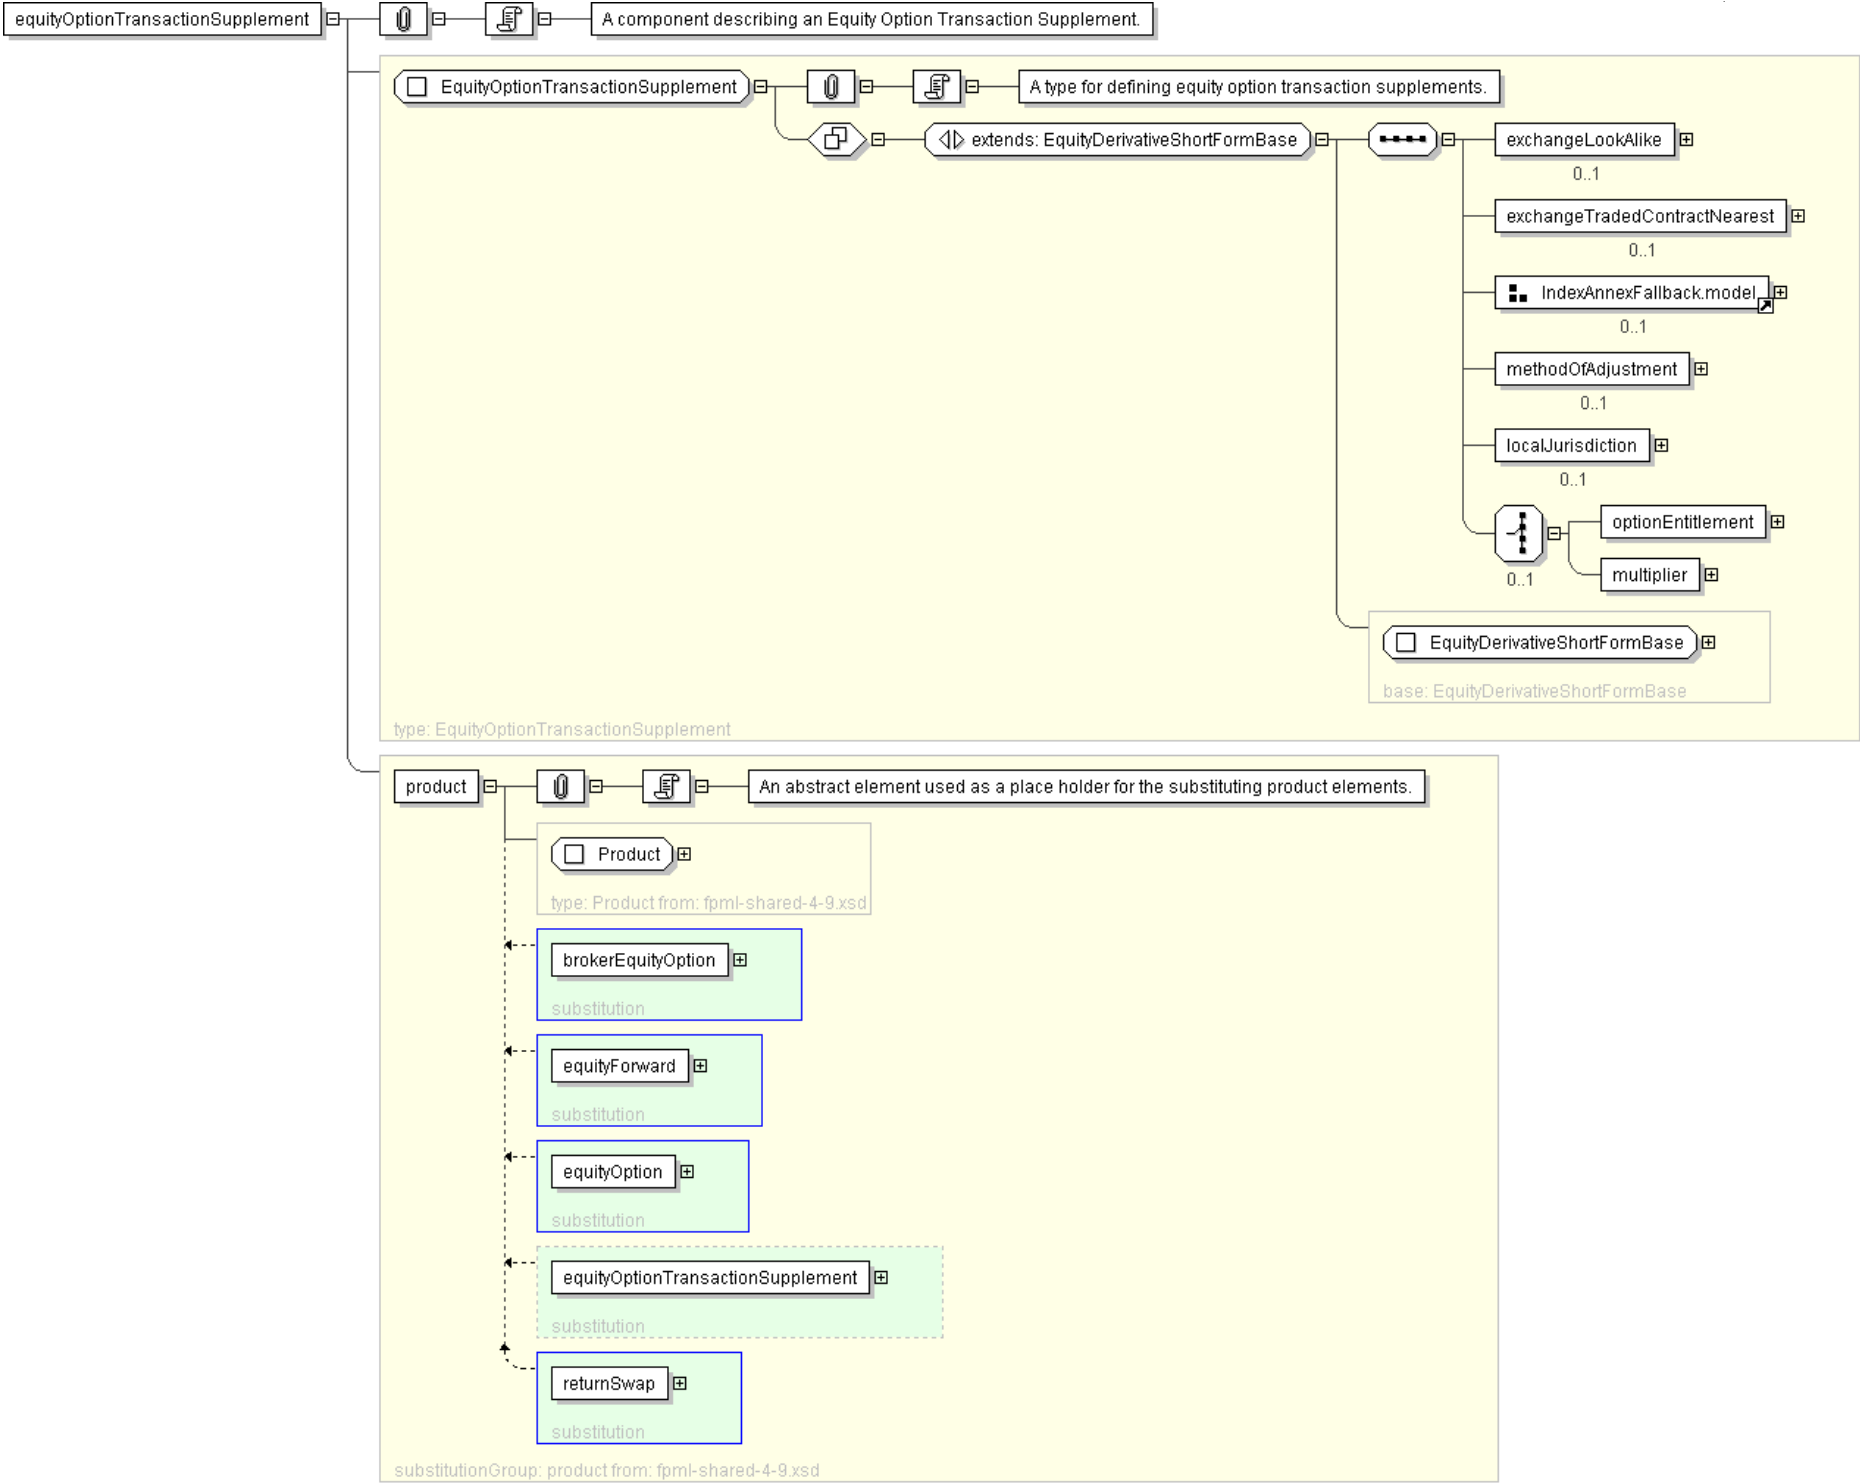 equityOptionTransactionSupplement
A component describing an Equity Option Transaction Supplement.
EquityOptionTransactionSupplement
A type for defining equity option transaction supplements.
extends: EquityDerivativeShortFormBase
exchangeLookAlike
0..1
exchangeTradedContractNearest
0..1
IndexAnnexFallback.model
0..1
methodOfAdjustment
0..1
localJurisdiction
0..1
optionEntitlement
multiplier
0..1
EquityDerivativeShortFormBase
base: EquityDerivativeShortFormBase
type: EquityOptionTransactionSupplement
product
An abstract element used as a place holder for the substituting product elements.
Product
type: Product from: fpml-shared-4-9.xsd
brokerEquityOption
substitution
equityForward
substitution
equityOption
substitution
equityOptionTransactionSupplement
substitution
returnSwap
substitution
substitutionGroup: product from: fpml-shared-4-9.xsd